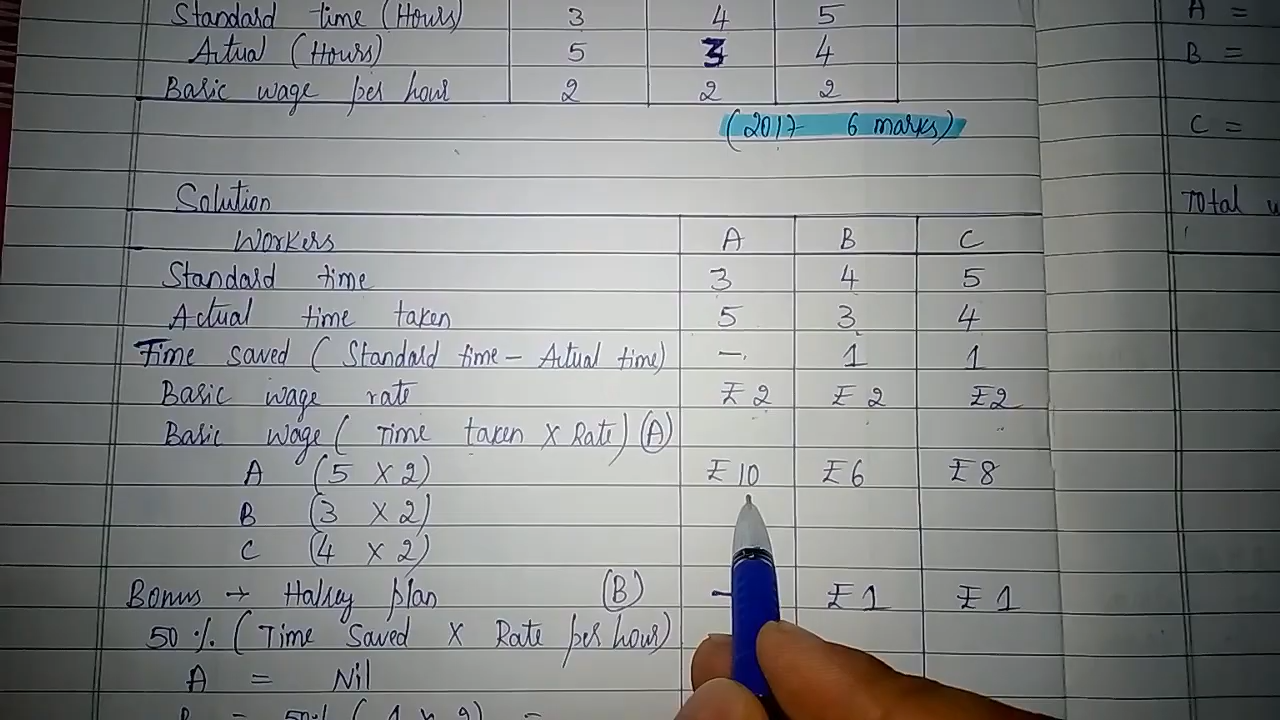 Standard time (Hours) 3 4 5
Actual (Hours) 5 3 4
Basic wage per hour 2 2 2
(2017 6 marks)
Solution
Workers A B C
Standard time 3 4 5
Actual time taken 5 3 4
Time saved ( Standard time - Actual time) - 1 1
Basic wage rate ₹ 2 ₹ 2 ₹2
Basic wage ( Time taken X Rate) (A)
A (5 X 2) ₹ 10 ₹6 ₹8
B (3 X 2)
C (4 X 2)
Bonus → Halsey plan (B) - ₹ 1 ₹ 1
50 % ( Time Saved X Rate per hour)
A = Nil
B = 50% ( 1 x 2) =
A =
B =
C =
Total